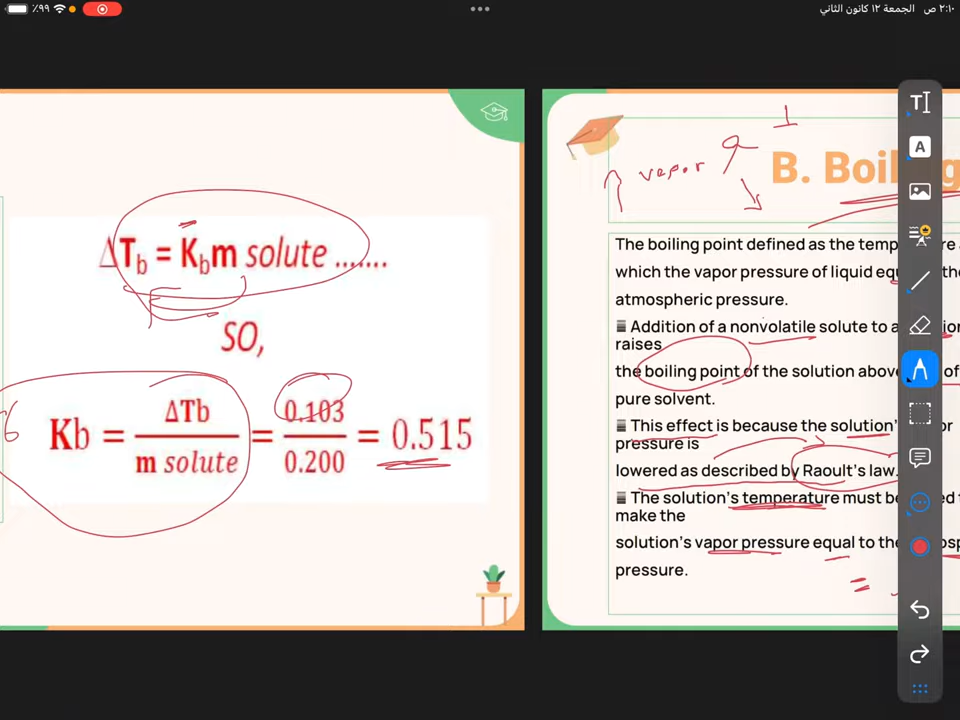 ٪٩٩
٢:١٠ ص الجمعة ١٢ كانون الثاني
ΔTb = Kbm solute .......
SO,
Kb = ΔTb / m solute = 0.103 / 0.200 = 0.515
vapor
B. Boil
The boiling point defined as the
which the vapor pressure of liquid
atmospheric pressure.
Addition of a nonvolatile solute to a
raises
the boiling point of the solution above of
pure solvent.
This effect is because the solution'
pressure is
lowered as described by Raoult's law.
The solution's temperature must be
make the
solution's vapor pressure equal to the
pressure.